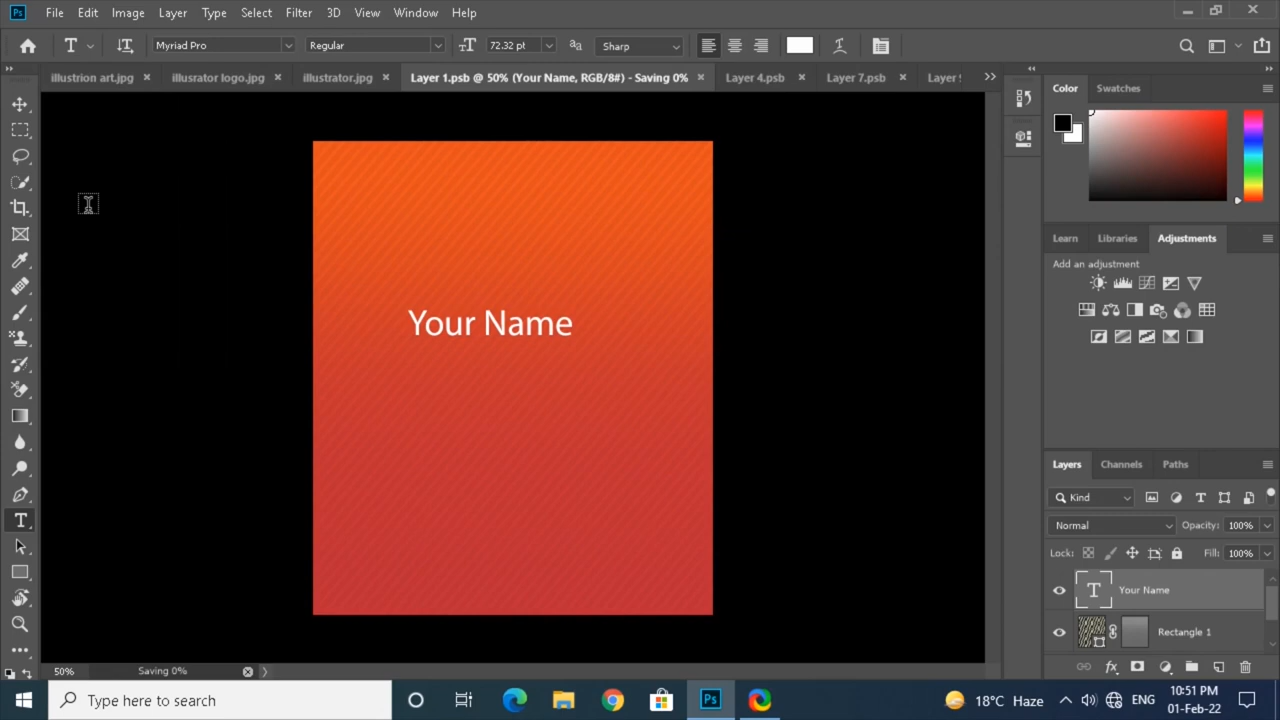 Ps File Edit Image Layer Type Select Filter 3D View Window Help
T Myriad Pro Regular 72.32 pt Sharp
illustrion art.jpg illusrator logo.jpg illustrator.jpg Layer 1.psb @ 50% (Your Name, RGB/8#) - Saving 0% Layer 4.psb Layer 7.psb Layer
Color Swatches
Learn Libraries Adjustments
Add an adjustment
Your Name
Layers Channels Paths
Kind
Normal Opacity: 100%
Lock: Fill: 100%
T Your Name
Rectangle 1
50% Saving 0%
Type here to search
Ps
18°C Haze ENG
10:51 PM
01-Feb-22